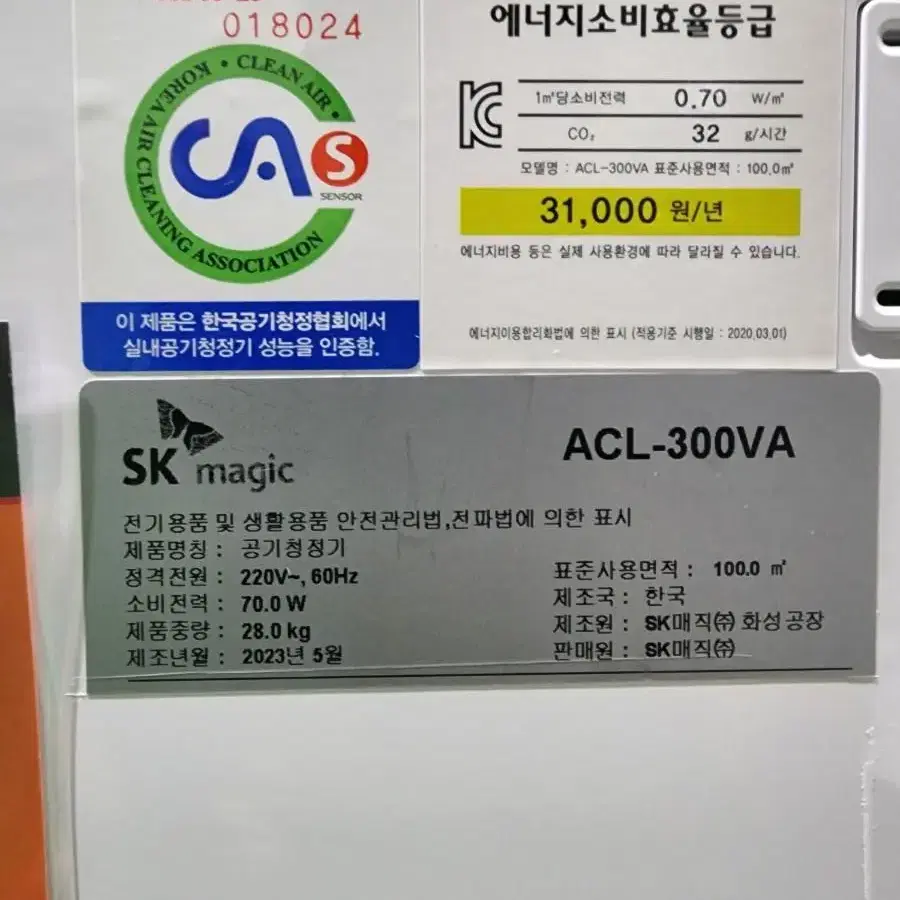 018024
KOREA AIR CLEANING ASSOCIATION • CLEAN AIR •
CAS
SENSOR
이 제품은 한국공기청정협회에서
실내공기청정기 성능을 인증함.
에너지소비효율등급
1㎡당소비전력 0.70 W/㎡
CO₂ 32 g/시간
모델명 : ACL-300VA 표준사용면적 : 100.0㎡
31,000 원/년
에너지비용 등은 실제 사용환경에 따라 달라질 수 있습니다.
에너지이용합리화법에 의한 표시 (적용기준 시행일 : 2020.03.01)
SK magic
ACL-300VA
전기용품 및 생활용품 안전관리법,전파법에 의한 표시
제품명칭 : 공기청정기
정격전원 : 220V~, 60Hz
소비전력 : 70.0 W
제품중량 : 28.0 kg
제조년월 : 2023년 5월
표준사용면적 : 100.0 ㎡
제조국 : 한국
제조원 : SK매직㈜ 화성공장
판매원 : SK매직㈜